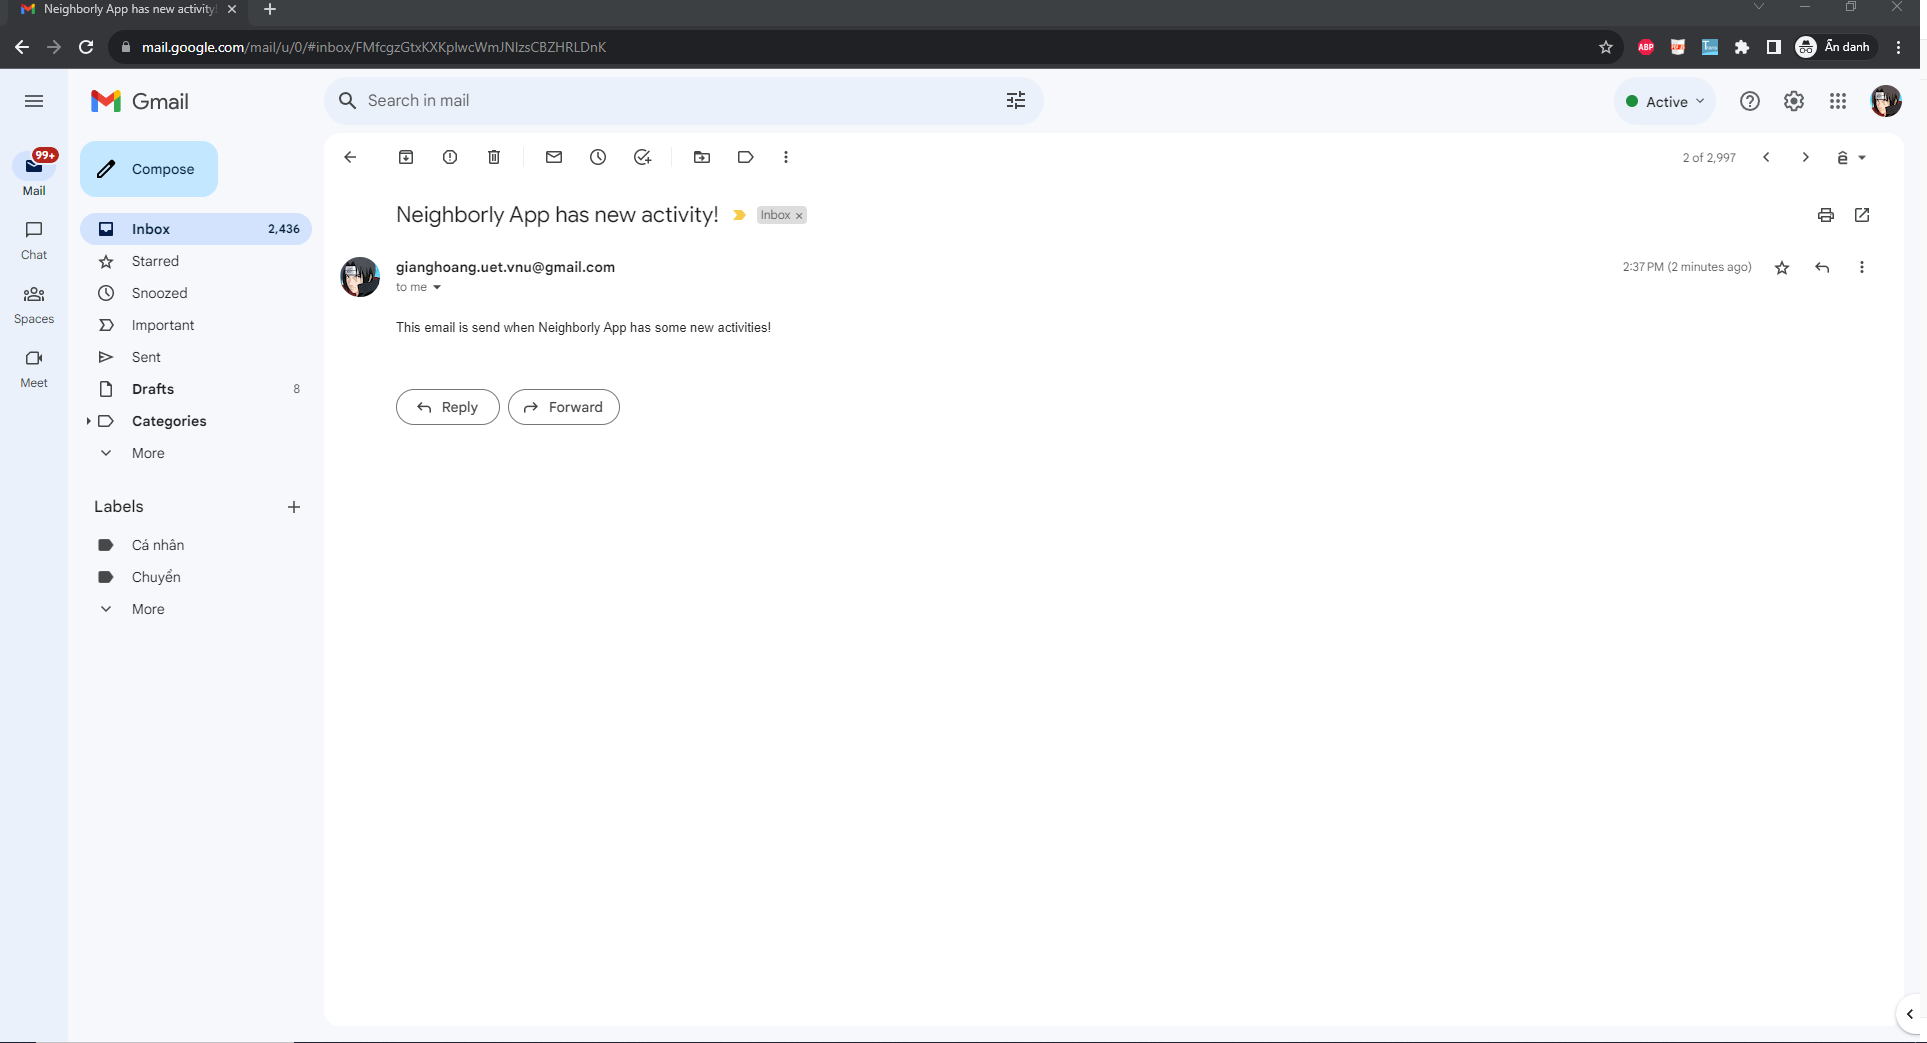 Neighborly App has new activity!
mail.google.com/mail/u/0/#inbox/FMfcgzGtxKXKplwcWmJNlzsCBZHRLDnK
ABP
Ẩn danh
Gmail
Search in mail
Active
99+
Mail
Chat
Spaces
Meet
Compose
Inbox 2,436
Starred
Snoozed
Important
Sent
Drafts 8
Categories
More
Labels
Cá nhân
Chuyển
More
2 of 2,997
Neighborly App has new activity! Inbox
gianghoang.uet.vnu@gmail.com 2:37 PM (2 minutes ago)
to me
This email is send when Neighborly App has some new activities!
Reply Forward